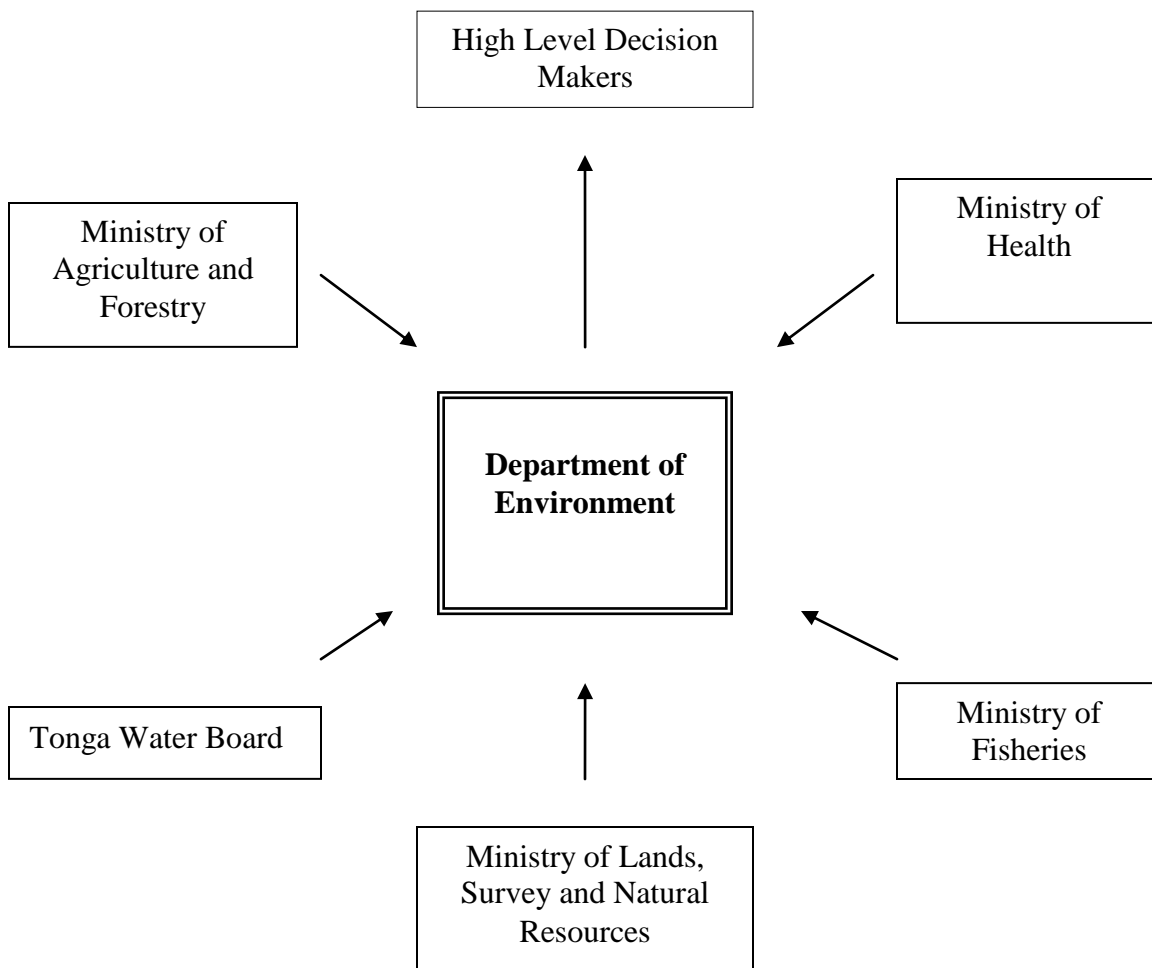 High Level Decision
Makers
Ministry of
Agriculture and
Forestry
Ministry of
Health
Department of
Environment
Tonga Water Board
Ministry of
Fisheries
Ministry of Lands,
Survey and Natural
Resources